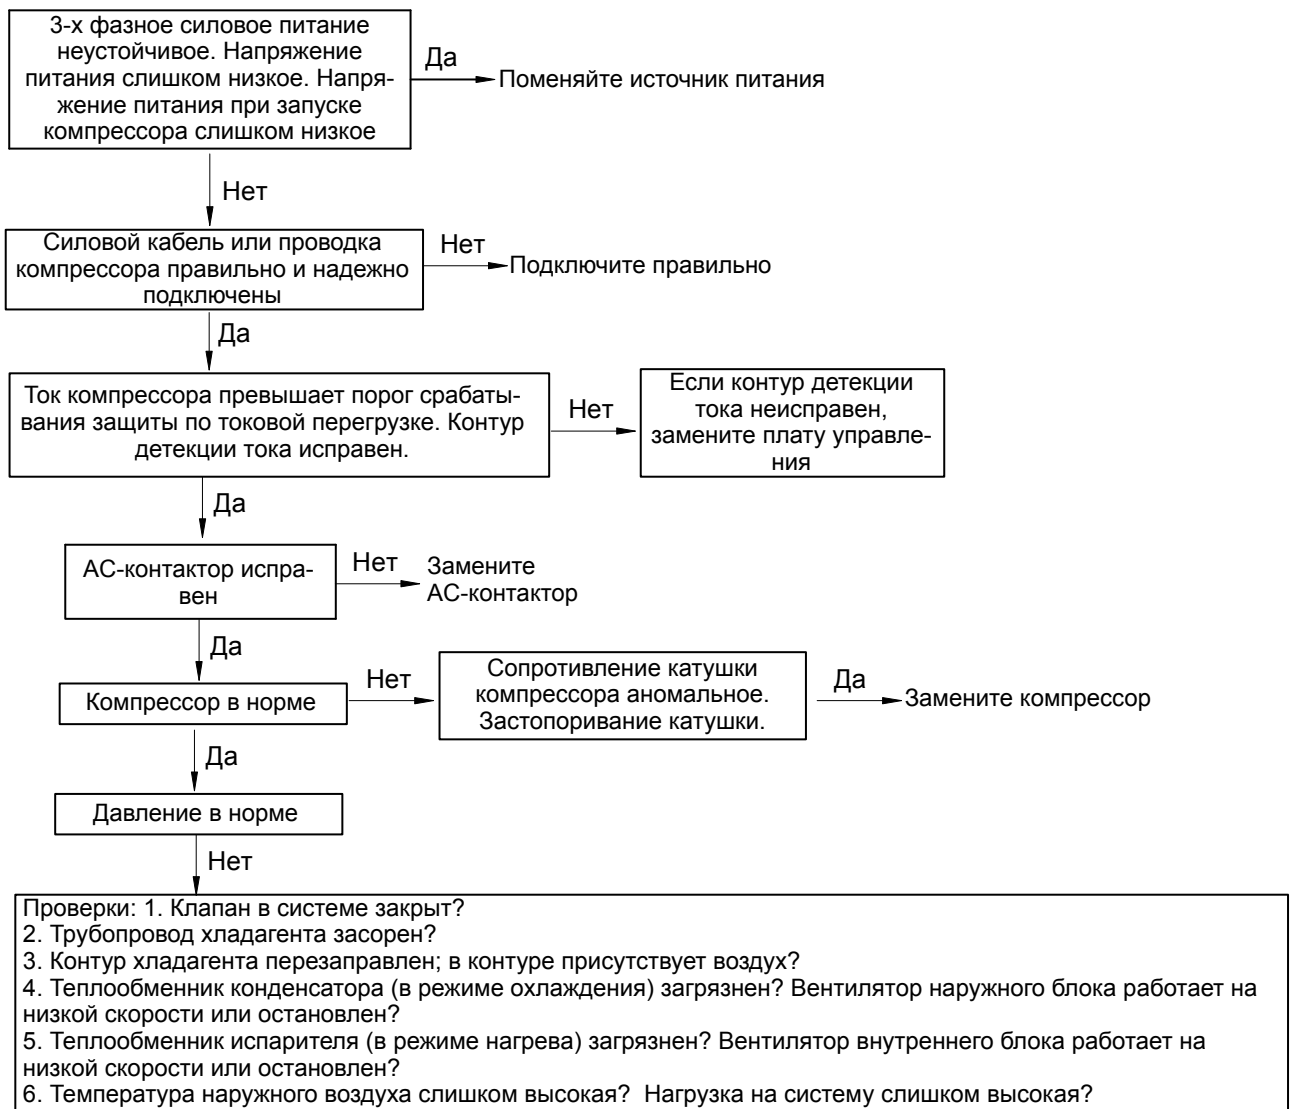 3-х фазное силовое питание
неустойчивое. Напряжение
питания слишком низкое. Напря-
жение питания при запуске
компрессора слишком низкое
Да
Поменяйте источник питания
Нет
Силовой кабель или проводка
компрессора правильно и надежно
подключены
Нет
Подключите правильно
Да
Ток компрессора превышает порог срабаты-
вания защиты по токовой перегрузке. Контур
детекции тока исправен.
Нет
Если контур детекции
тока неисправен,
замените плату управле-
ния
Да
АС-контактор испра-
вен
Нет
Замените
АС-контактор
Да
Компрессор в норме
Нет
Сопротивление катушки
компрессора аномальное.
Застопоривание катушки.
Да
Замените компрессор
Да
Давление в норме
Нет
Проверки: 1. Клапан в системе закрыт?
2. Трубопровод хладагента засорен?
3. Контур хладагента перезаправлен; в контуре присутствует воздух?
4. Теплообменник конденсатора (в режиме охлаждения) загрязнен? Вентилятор наружного блока работает на
низкой скорости или остановлен?
5. Теплообменник испарителя (в режиме нагрева) загрязнен? Вентилятор внутреннего блока работает на
низкой скорости или остановлен?
6. Температура наружного воздуха слишком высокая?  Нагрузка на систему слишком высокая?